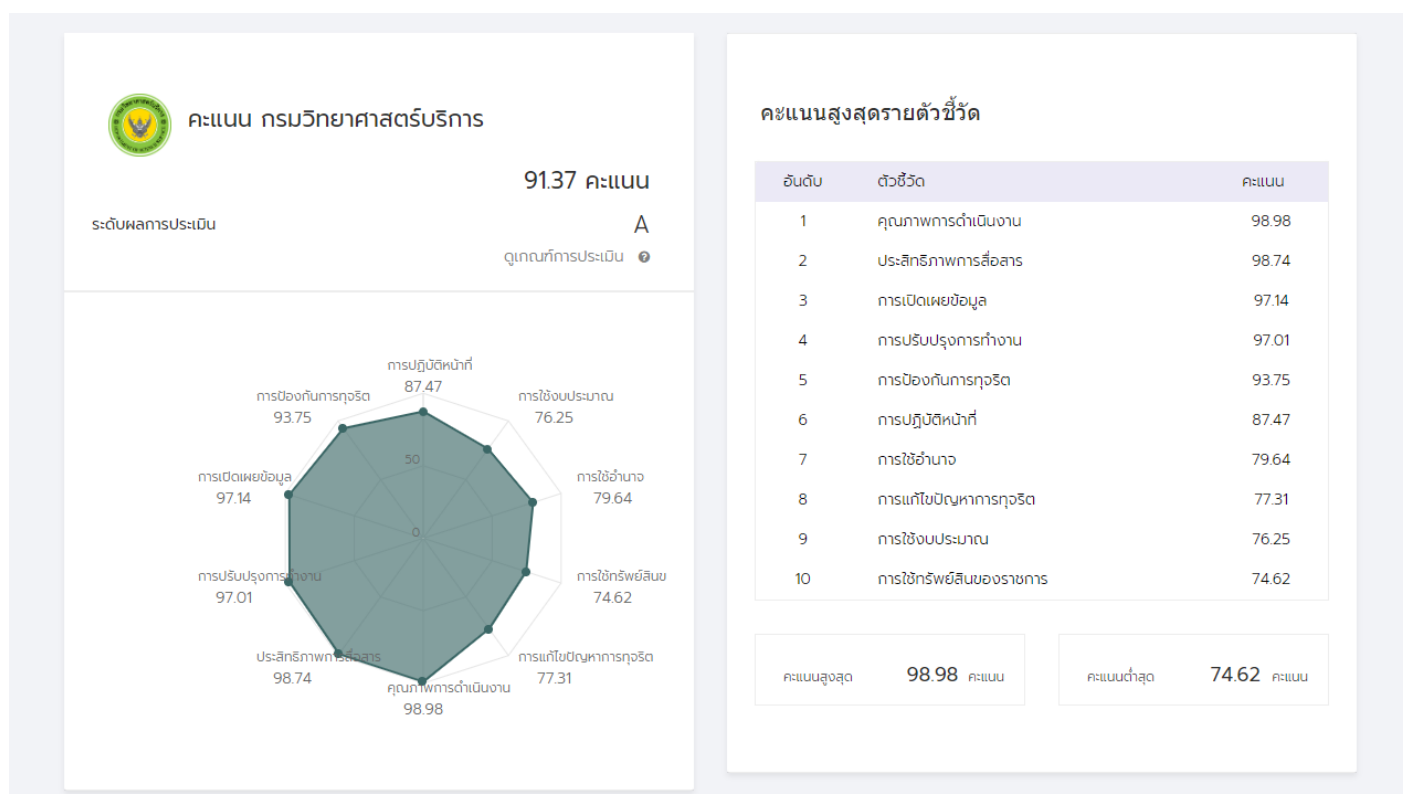 คะแนน กรมวิทยาศาสตร์บริการ
91.37 คะแนน
ระดับผลการประเมิน A
ดูเกณฑ์การประเมิน
การปฏิบัติหน้าที่
87.47
การใช้งบประมาณ
76.25
การใช้อำนาจ
79.64
การใช้ทรัพย์สินข
74.62
การแก้ไขปัญหาการทุจริต
77.31
คุณภาพการดำเนินงาน
98.98
ประสิทธิภาพการสื่อสาร
98.74
การปรับปรุงการทำงาน
97.01
การเปิดเผยข้อมูล
97.14
การป้องกันการทุจริต
93.75
50
0
คะแนนสูงสุดรายตัวชี้วัด
อันดับ ตัวชี้วัด คะแนน
1 คุณภาพการดำเนินงาน 98.98
2 ประสิทธิภาพการสื่อสาร 98.74
3 การเปิดเผยข้อมูล 97.14
4 การปรับปรุงการทำงาน 97.01
5 การป้องกันการทุจริต 93.75
6 การปฏิบัติหน้าที่ 87.47
7 การใช้อำนาจ 79.64
8 การแก้ไขปัญหาการทุจริต 77.31
9 การใช้งบประมาณ 76.25
10 การใช้ทรัพย์สินของราชการ 74.62
คะแนนสูงสุด 98.98 คะแนน
คะแนนต่ำสุด 74.62 คะแนน